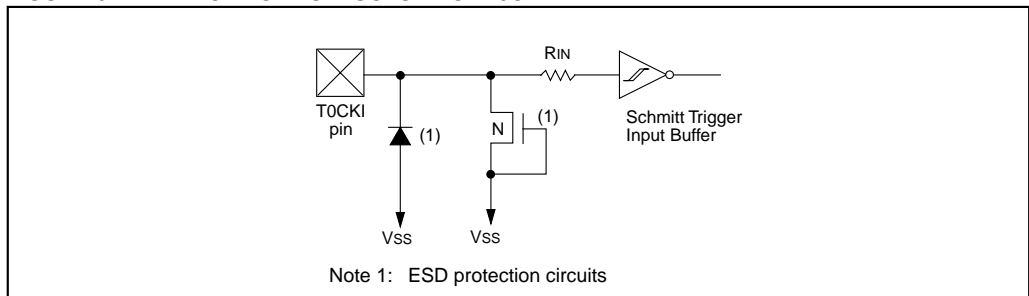 RIN
T0CKI
pin
(1)
N
(1)
Schmitt Trigger
Input Buffer
VSS
VSS
Note 1: ESD protection circuits